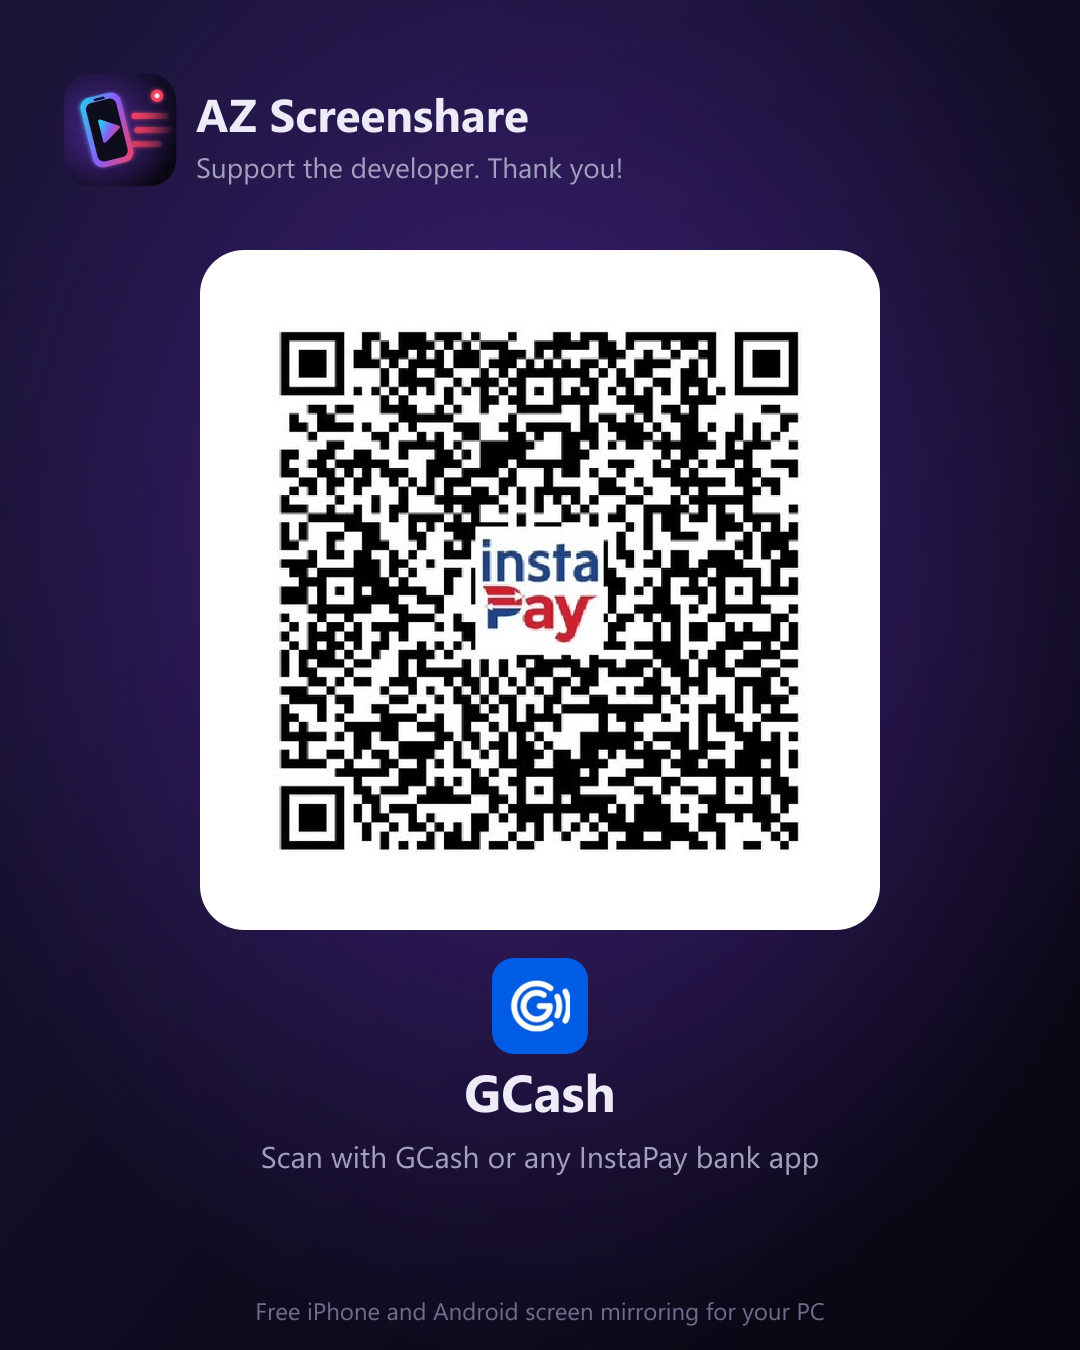 AZ Screenshare
Support the developer. Thank you!
insta
Pay
GCash
Scan with GCash or any InstaPay bank app
Free iPhone and Android screen mirroring for your PC